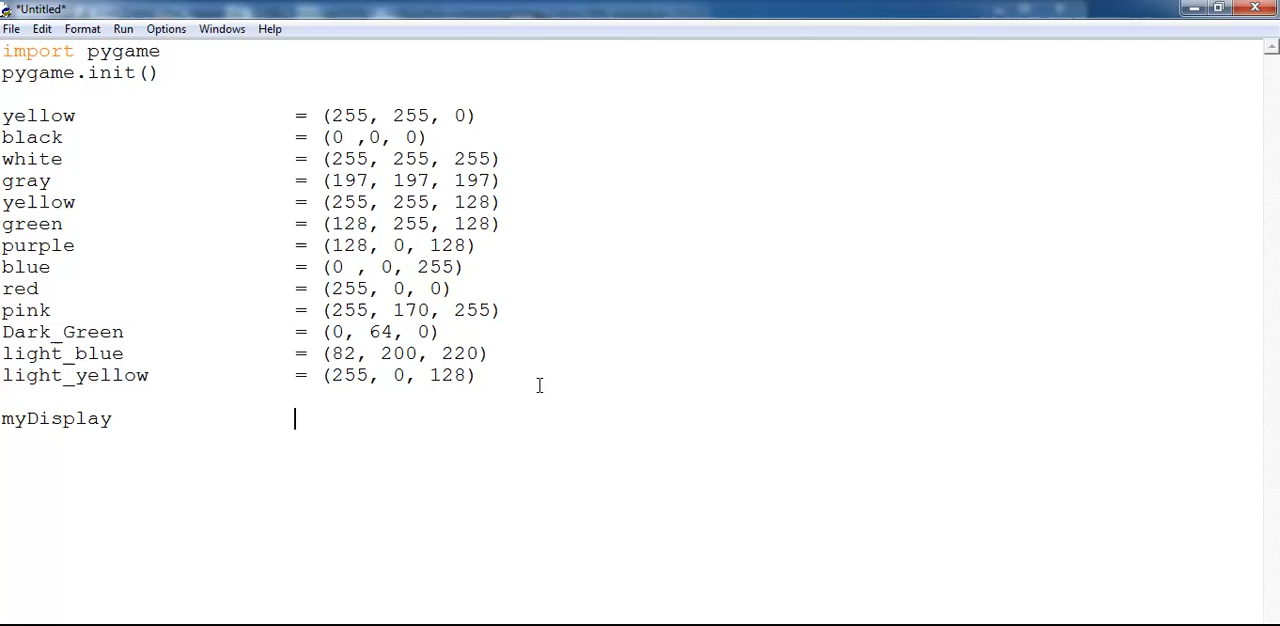 *Untitled*
File Edit Format Run Options Windows Help
import pygame
pygame.init()
yellow = (255, 255, 0)
black = (0 ,0, 0)
white = (255, 255, 255)
gray = (197, 197, 197)
yellow = (255, 255, 128)
green = (128, 255, 128)
purple = (128, 0, 128)
blue = (0 , 0, 255)
red = (255, 0, 0)
pink = (255, 170, 255)
Dark_Green = (0, 64, 0)
light_blue = (82, 200, 220)
light_yellow = (255, 0, 128)
myDisplay